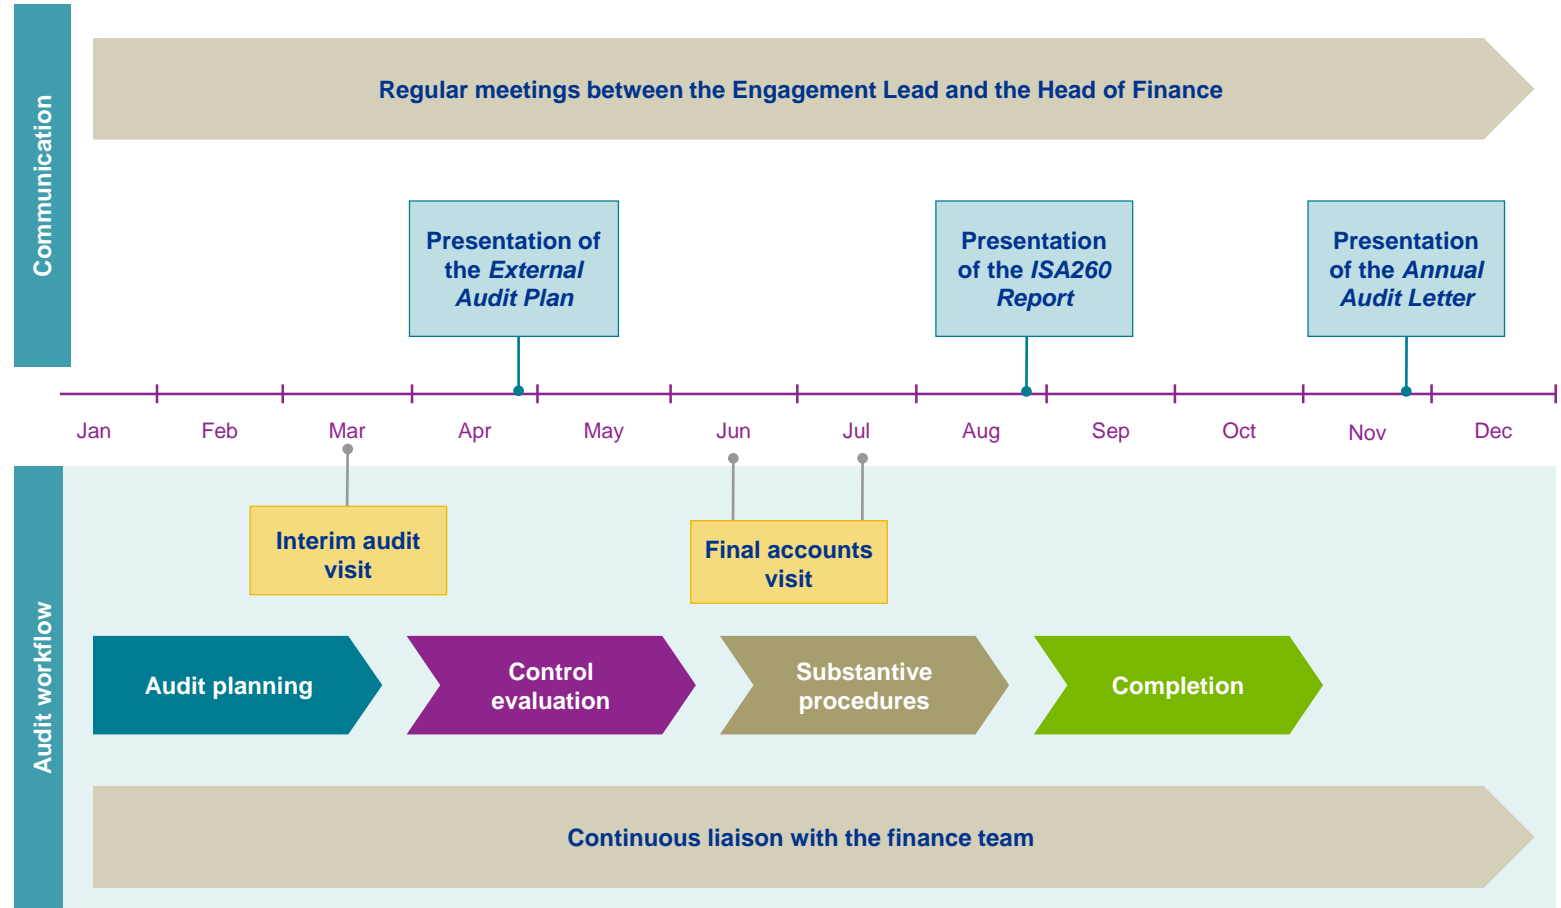 Communication
Regular meetings between the Engagement Lead and the Head of Finance
Presentation of
the External
Audit Plan
Presentation
of the ISA260
Report
Presentation
of the Annual
Audit Letter
Jan Feb Mar Apr May Jun Jul Aug Sep Oct Nov Dec
Audit workflow
Interim audit
visit
Final accounts
visit
Audit planning
Control
evaluation
Substantive
procedures
Completion
Continuous liaison with the finance team